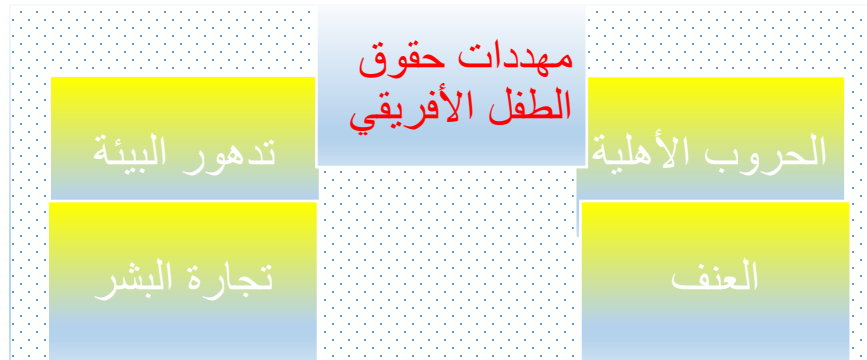 مهددات حقوق
الطفل الأفريقي
الحروب الأهلية
تدهور البيئة
العنف
تجارة البشر